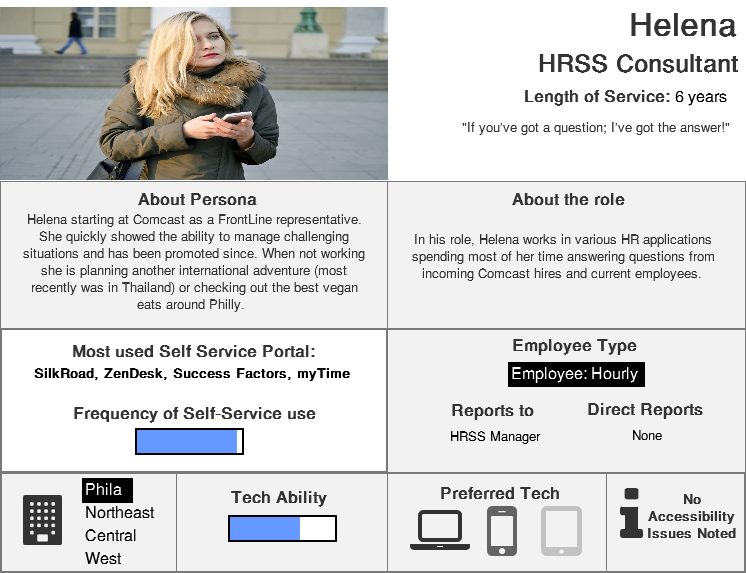 Helena
HRSS Consultant
Length of Service: 6 years
"If you've got a question; I've got the answer!"
About Persona
Helena starting at Comcast as a FrontLine representative.
She quickly showed the ability to manage challenging
situations and has been promoted since. When not working
she is planning another international adventure (most
recently was in Thailand) or checking out the best vegan
eats around Philly.
About the role
In his role, Helena works in various HR applications
spending most of her time answering questions from
incoming Comcast hires and current employees.
Most used Self Service Portal:
SilkRoad, ZenDesk, Success Factors, myTime
Frequency of Self-Service use
Employee Type
Employee: Hourly
Reports to
HRSS Manager
Direct Reports
None
Phila
Northeast
Central
West
Tech Ability
Preferred Tech
No
Accessibility
Issues Noted